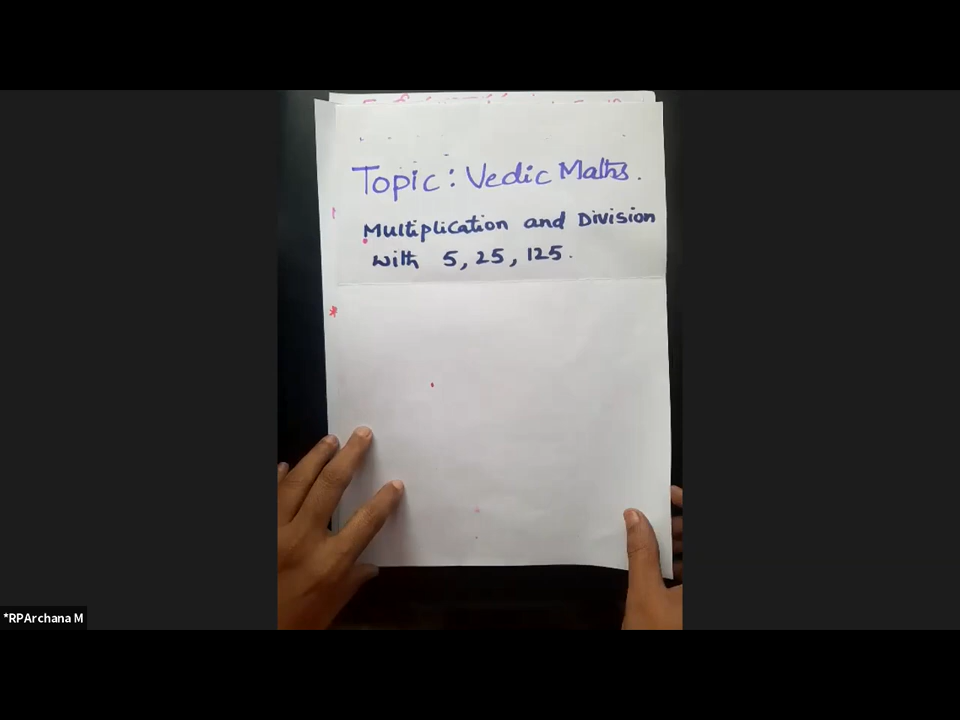 Topic : Vedic Maths.
Multiplication and Division
with 5, 25, 125.
*RPArchana M